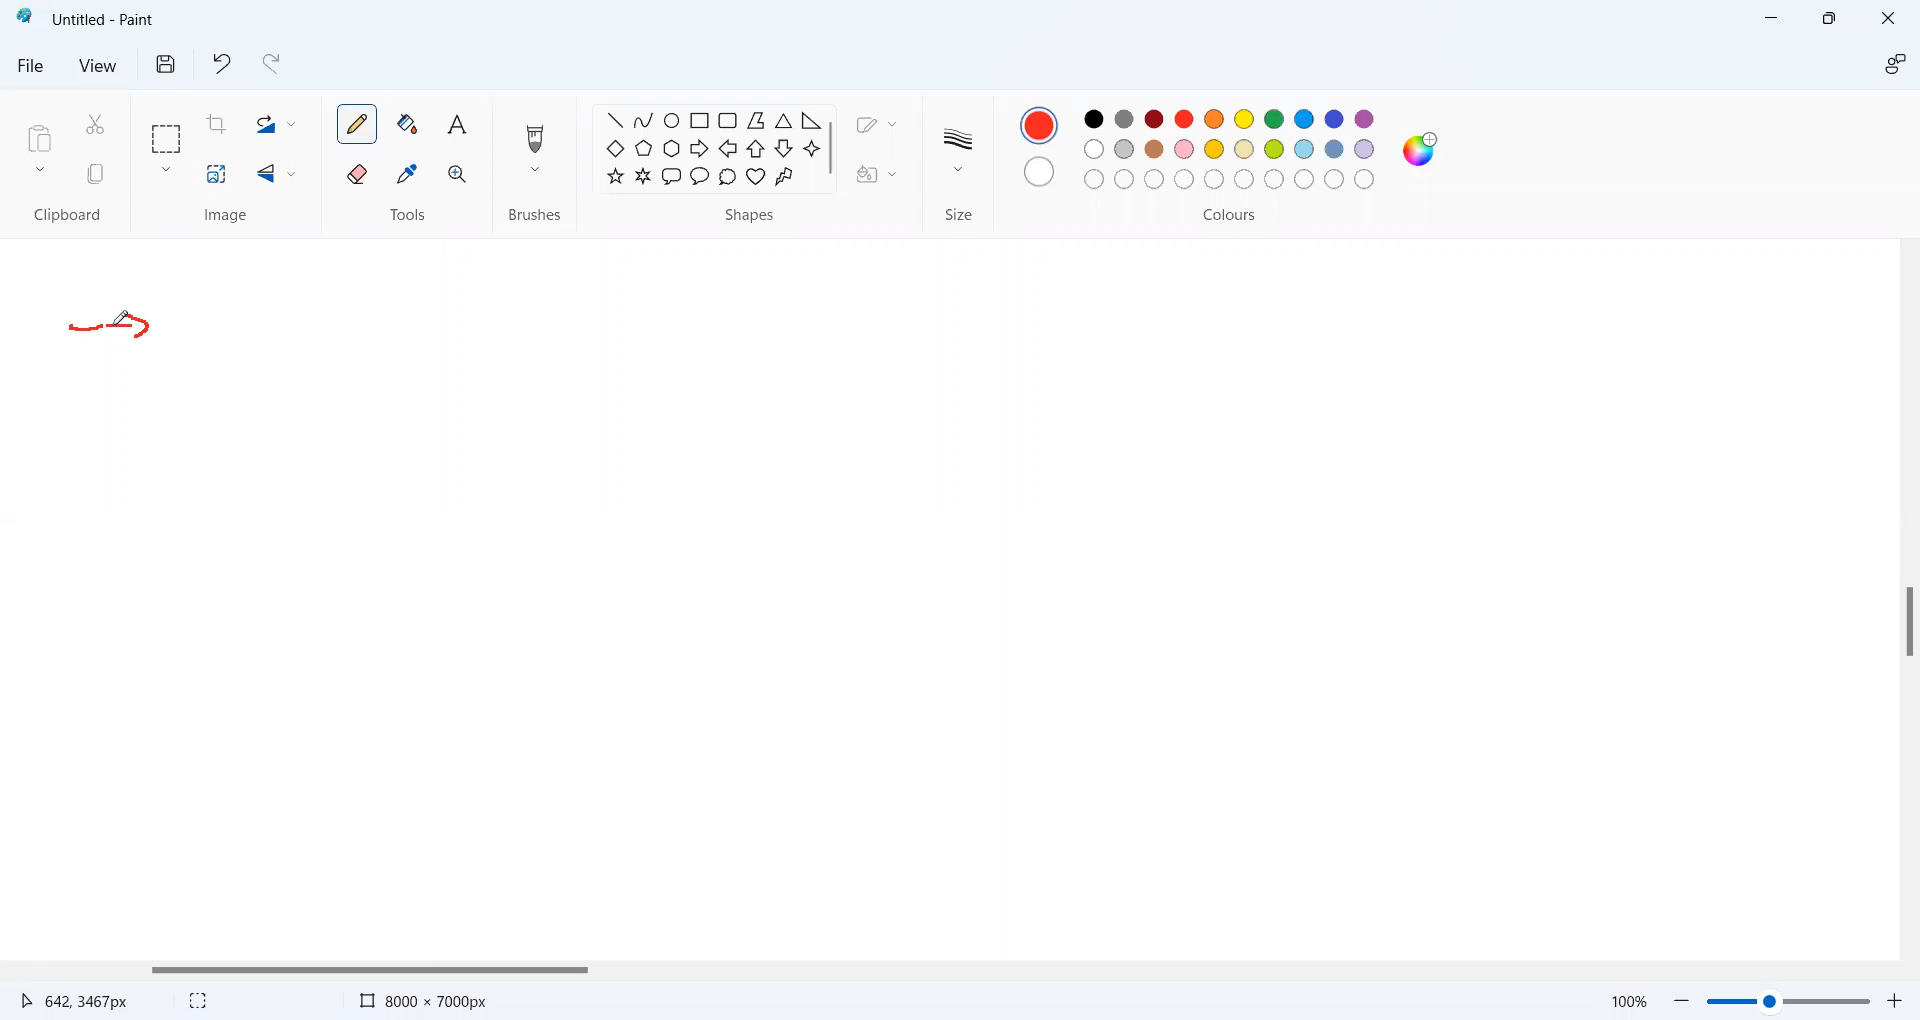 Untitled - Paint
File View
Clipboard Image Tools Brushes Shapes Size Colours
642, 3467px 8000 × 7000px 100%